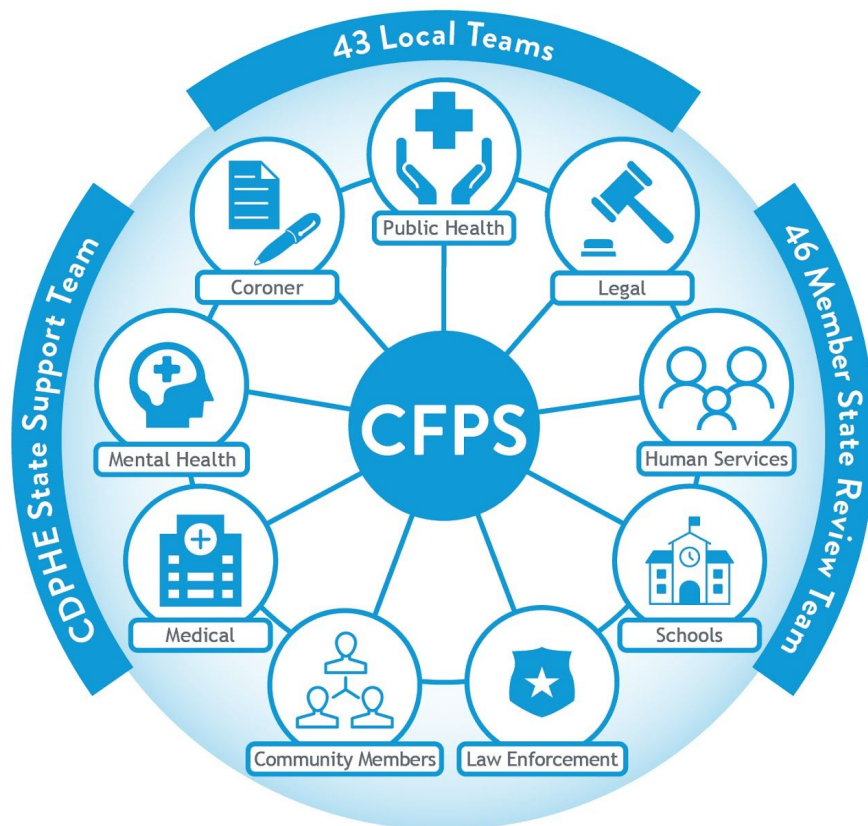 43 Local Teams
CDPHE State Support Team
46 Member State Review Team
Public Health
Coroner
Legal
CFPS
Mental Health
Human Services
Medical
Schools
Community Members
Law Enforcement